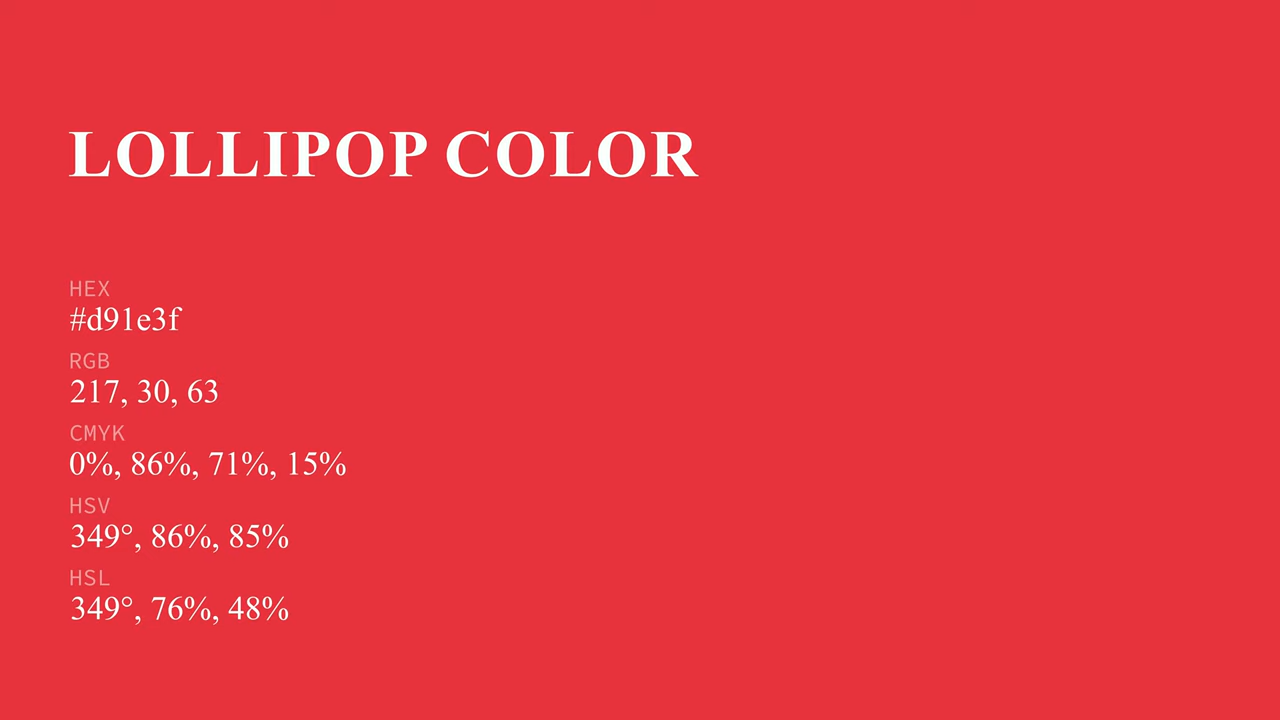 LOLLIPOP COLOR
HEX
#d91e3f
RGB
217, 30, 63
CMYK
0%, 86%, 71%, 15%
HSV
349°, 86%, 85%
HSL
349°, 76%, 48%